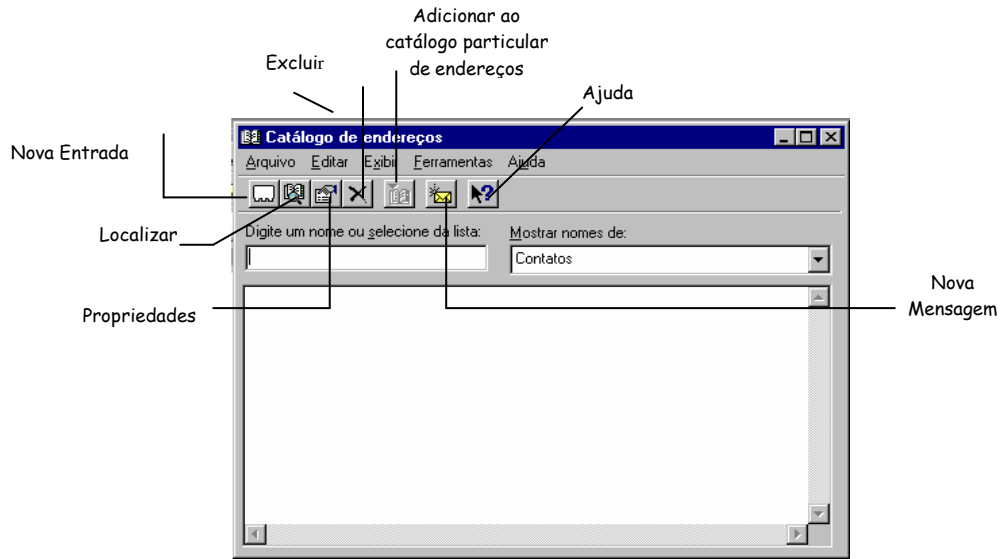 Adicionar ao
catálogo particular
de endereços
Excluir
Ajuda
Nova Entrada
Catálogo de endereços
Arquivo Editar Exibir Ferramentas Ajuda
Localizar
Digite um nome ou selecione da lista:
Mostrar nomes de:
Contatos
Propriedades
Nova
Mensagem